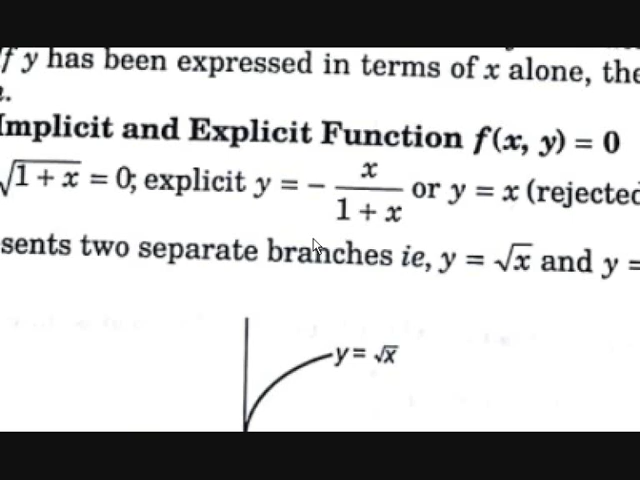 f y has been expressed in terms of x alone, the
Implicit and Explicit Function f(x, y) = 0
√1 + x = 0; explicit y = − x/(1 + x) or y = x (rejected
sents two separate branches ie, y = √x and y =
y = √x